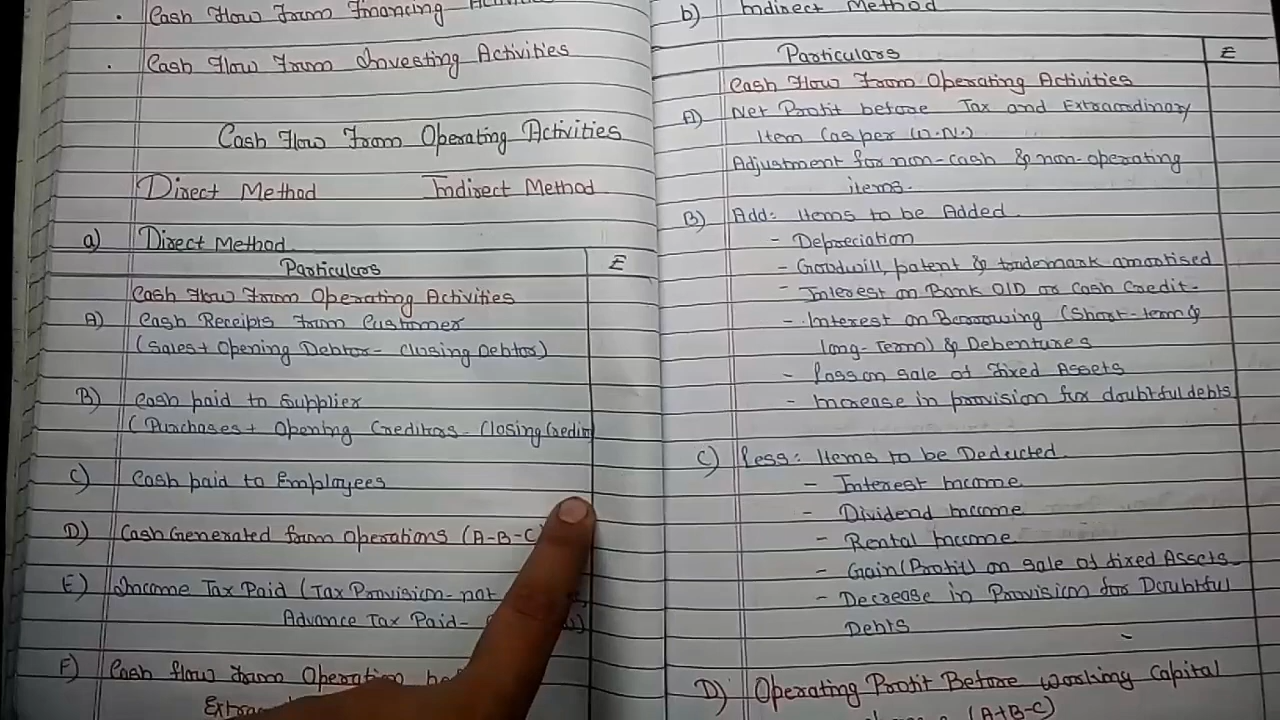 · Cash Flow From Financing Activities
· Cash Flow From Investing Activities
Cash Flow From Operating Activities
Direct Method Indirect Method
a) Direct Method
Particulars ₹
Cash Flow From Operating Activities
A) Cash Receipts From Customer
(Sales + Opening Debtor - Closing Debtor)
B) Cash paid to Supplier
(Purchases + Opening Creditors - Closing Creditor
C) Cash paid to Employees
D) Cash Generated from Operations (A-B-C
E) Income Tax Paid (Tax Provision - not
Advance Tax Paid -
F) Cash flow From Operation
b) Indirect Method
Particulars ₹
Cash Flow From Operating Activities
A) Net Profit before Tax and Extraordinary
Item (as per W.N.)
Adjustment for non-cash & non-operating
items.
B) Add: Items to be Added.
- Depreciation
- Goodwill, patent & trademark amortised
- Interest on Bank O/D or Cash Credit.
- Interest on Borrowing (Short-term &
long-Term) & Debentures
- Loss on sale of Fixed Assets
- Increase in provision for doubtful debts
C) Less: Items to be Deducted.
- Interest Income
- Dividend Income
- Rental Income
- Gain (Profit) on Sale of Fixed Assets
- Decrease in Provision for Doubtful
Debts
D) Operating Profit Before Working Capital
(A+B-C)